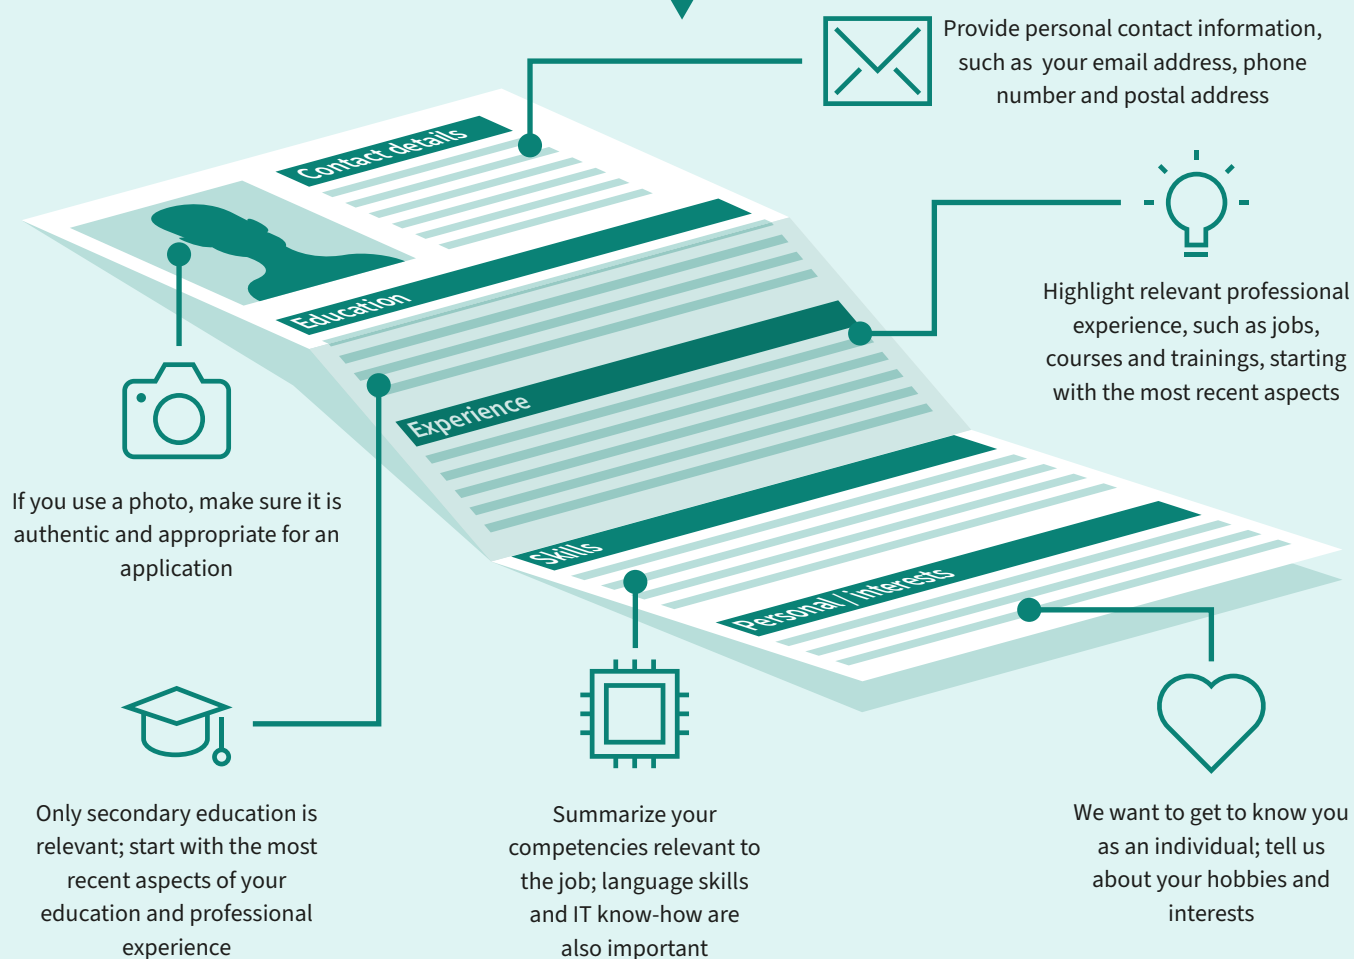 Provide personal contact information,
such as your email address, phone
number and postal address
Contact details
Education
Highlight relevant professional
experience, such as jobs,
courses and trainings, starting
with the most recent aspects
Experience
If you use a photo, make sure it is
authentic and appropriate for an
application
Skills
Personal / interests
Only secondary education is
relevant; start with the most
recent aspects of your
education and professional
experience
Summarize your
competencies relevant to
the job; language skills
and IT know-how are
also important
We want to get to know you
as an individual; tell us
about your hobbies and
interests